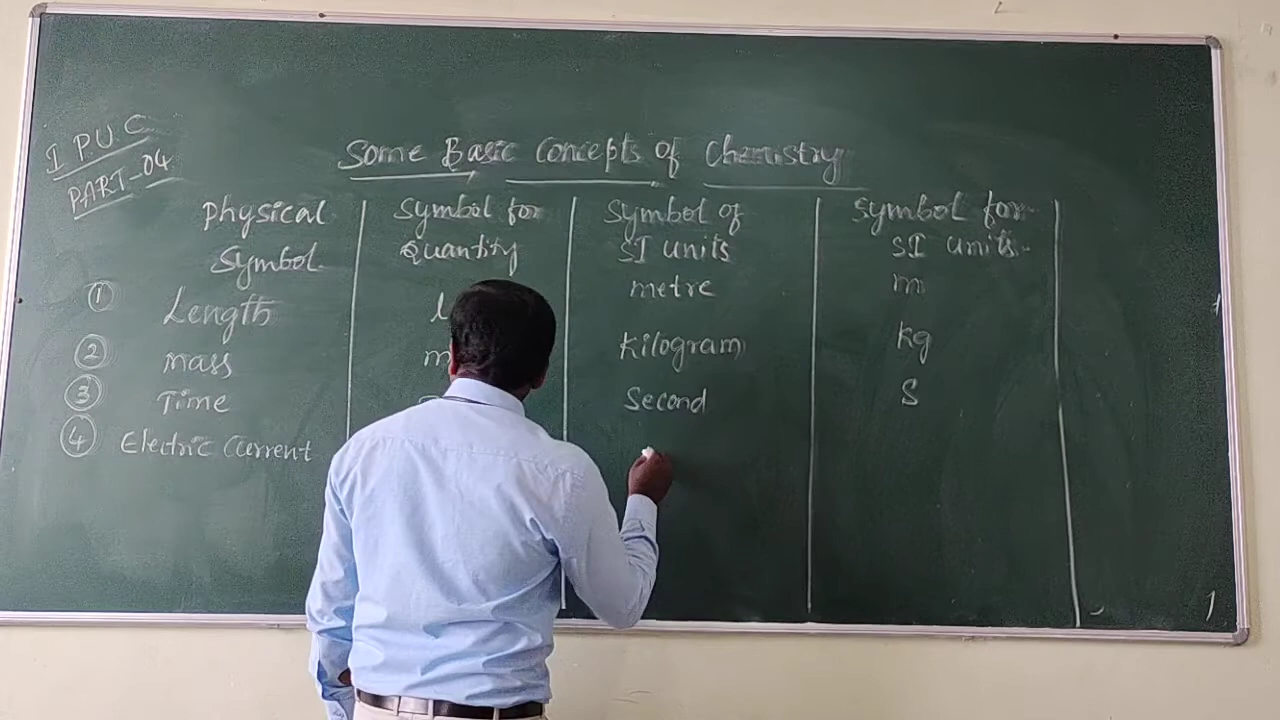 I P.U.C
PART-04
Some Basic Concepts of Chemistry
Physical Symbol for Symbol of Symbol for
Symbol. Quantity SI units SI units.
① Length l metre m
② mass m kilogram kg
③ Time Second S
④ Electric Current